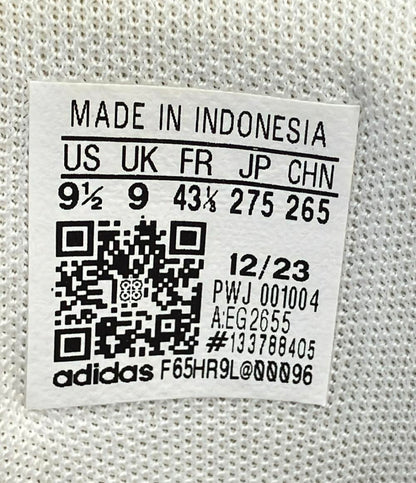 MADE IN INDONESIA
US UK FR JP CHN
9½ 9 43⅓ 275 265
12/23
PWJ 001004
A:EG2655
#133788405
adidas F65HR9L@00096